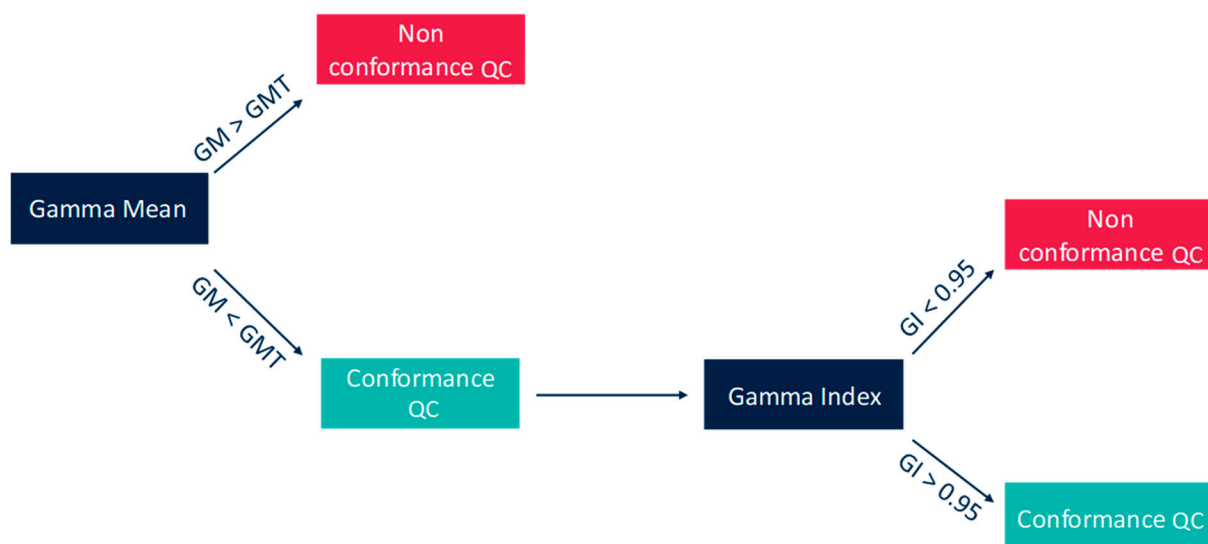 Non
conformance QC
GM > GMT
Gamma Mean
GM < GMT
Conformance
QC
Gamma Index
GI < 0.95
Non
conformance QC
GI > 0.95
Conformance QC